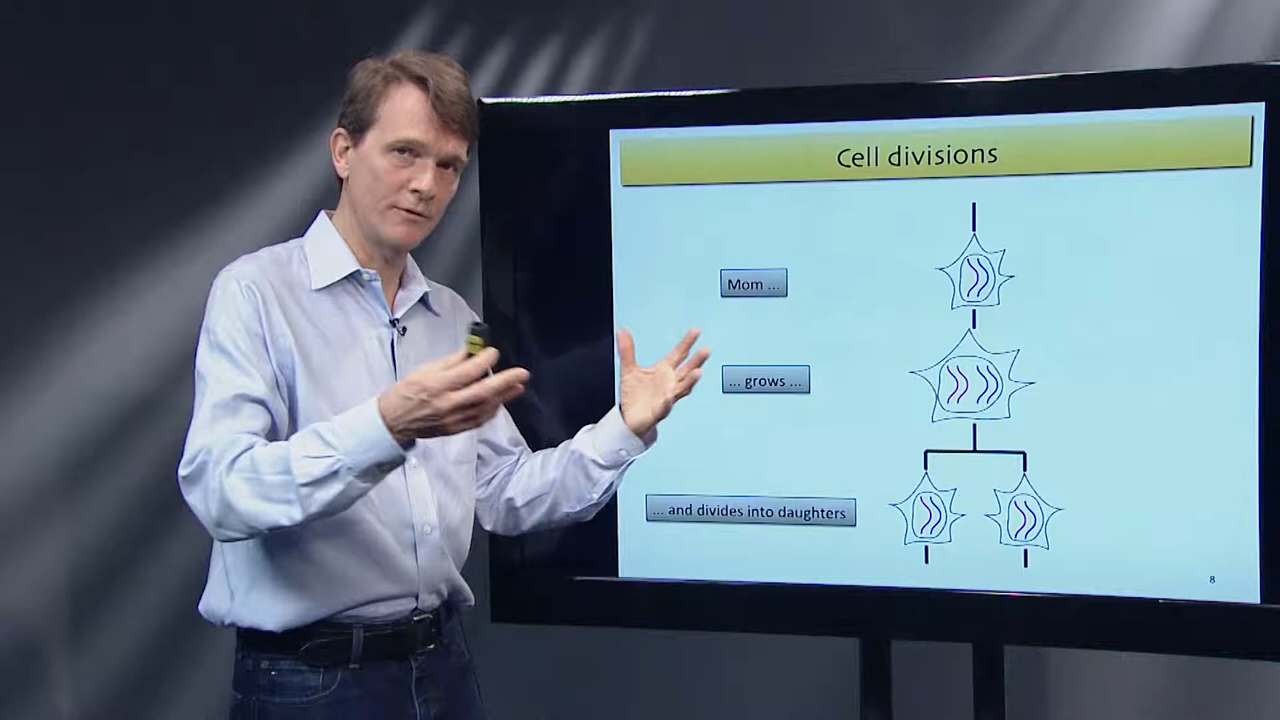 Cell divisions
Mom ...
... grows ...
... and divides into daughters
8